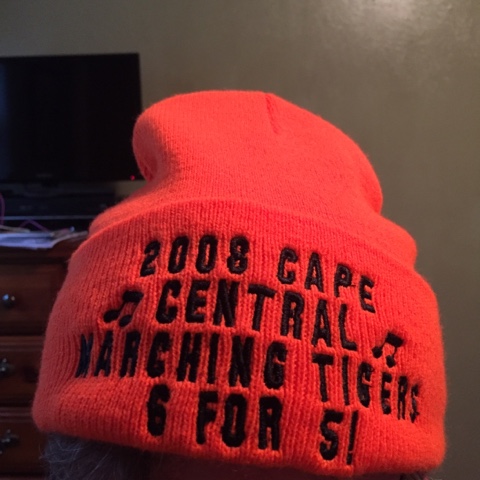 2008 CAPE
CENTRAL
MARCHING TIGERS
6 FOR 5!